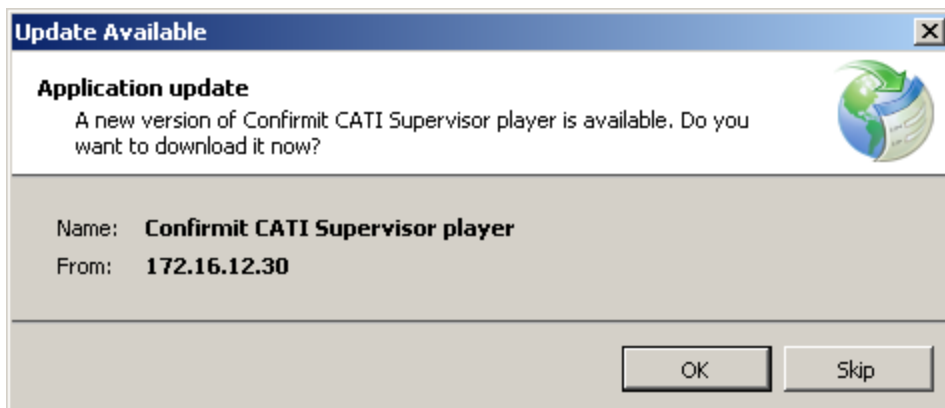 Update Available
Application update
A new version of Confirmit CATI Supervisor player is available. Do you
want to download it now?
Name: Confirmit CATI Supervisor player
From: 172.16.12.30
OK Skip